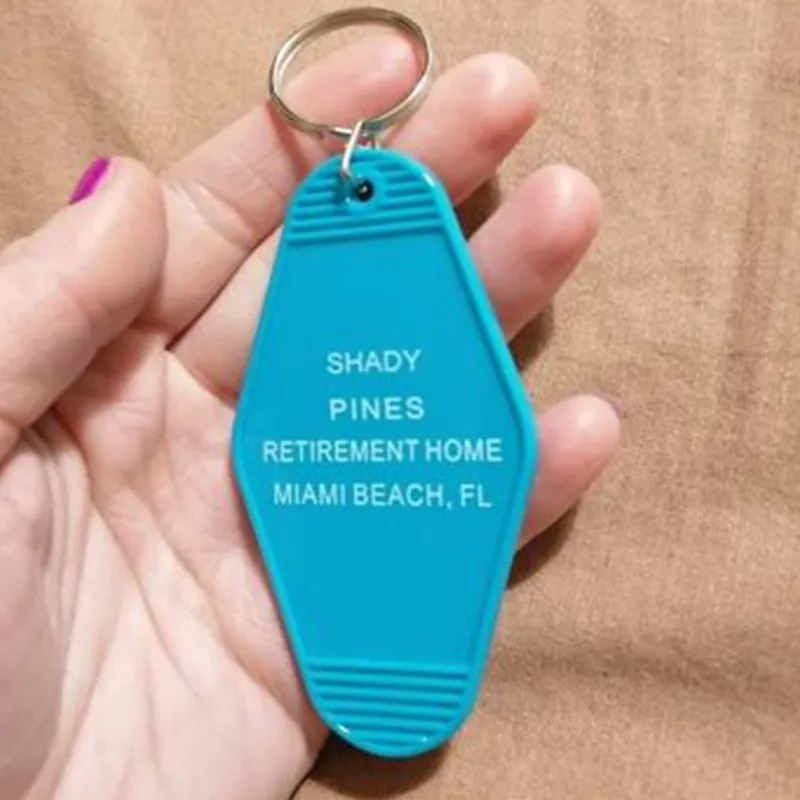 SHADY
PINES
RETIREMENT HOME
MIAMI BEACH, FL